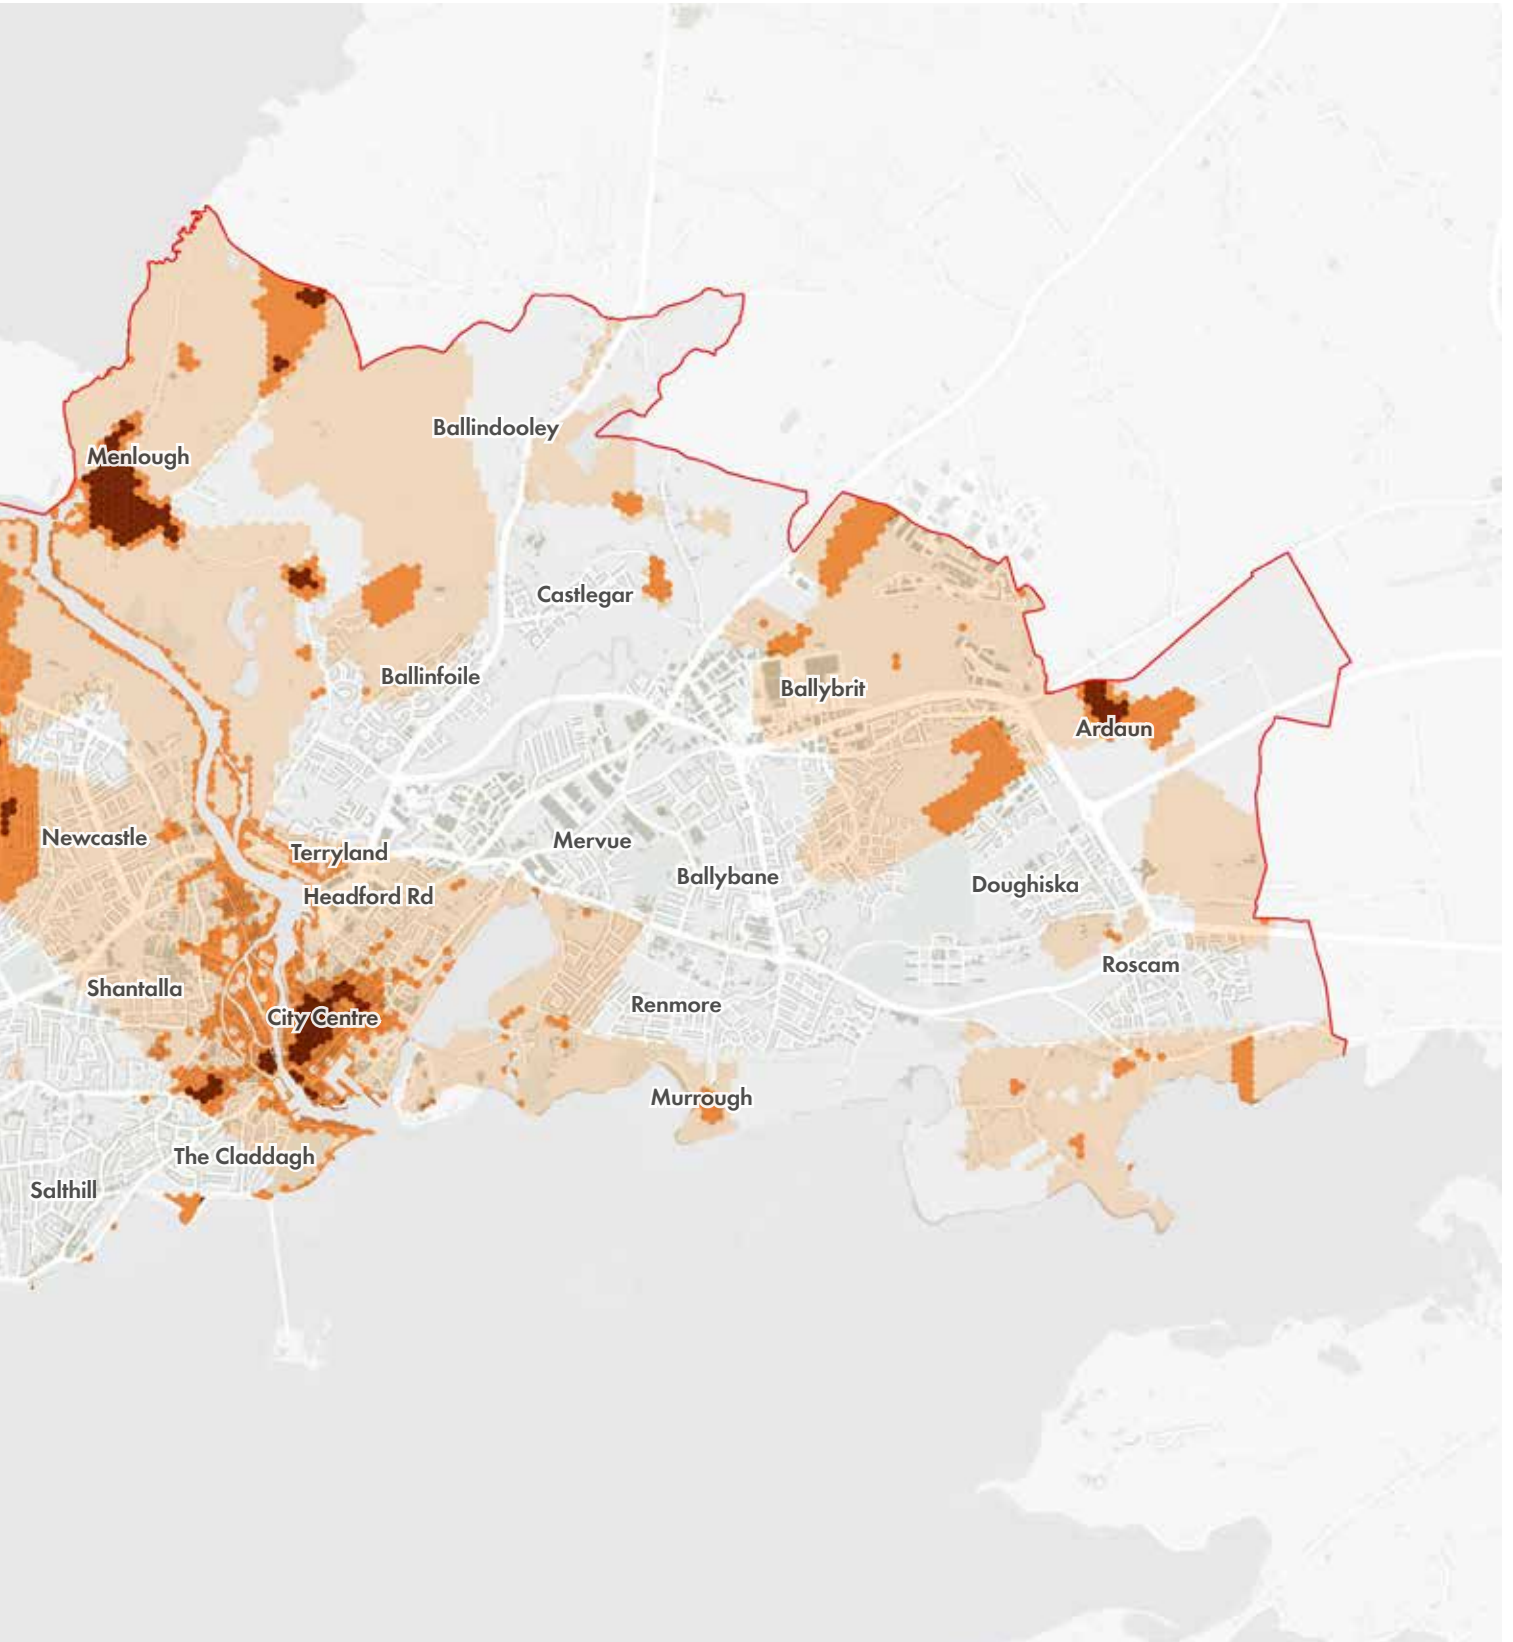 Ballindooley
Menlough
Castlegar
Ballinfoile
Ballybrit
Ardaun
Newcastle
Mervue
Terryland
Ballybane
Doughiska
Headford Rd
Roscam
Shantalla
Renmore
City Centre
Murrough
The Claddagh
Salthill